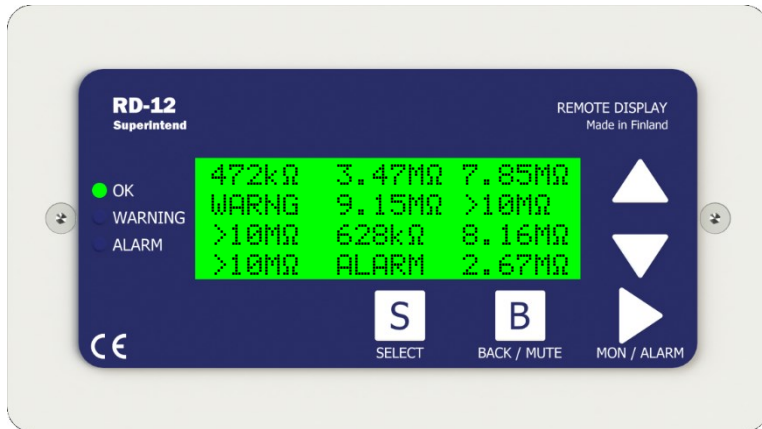 RD-12
Superintend
REMOTE DISPLAY
Made in Finland
OK
WARNING
ALARM
472kΩ 3.47MΩ 7.85MΩ
WARNG 9.15MΩ >10MΩ
>10MΩ 628kΩ 8.16MΩ
>10MΩ ALARM 2.67MΩ
S
SELECT
B
BACK / MUTE
MON / ALARM
CE